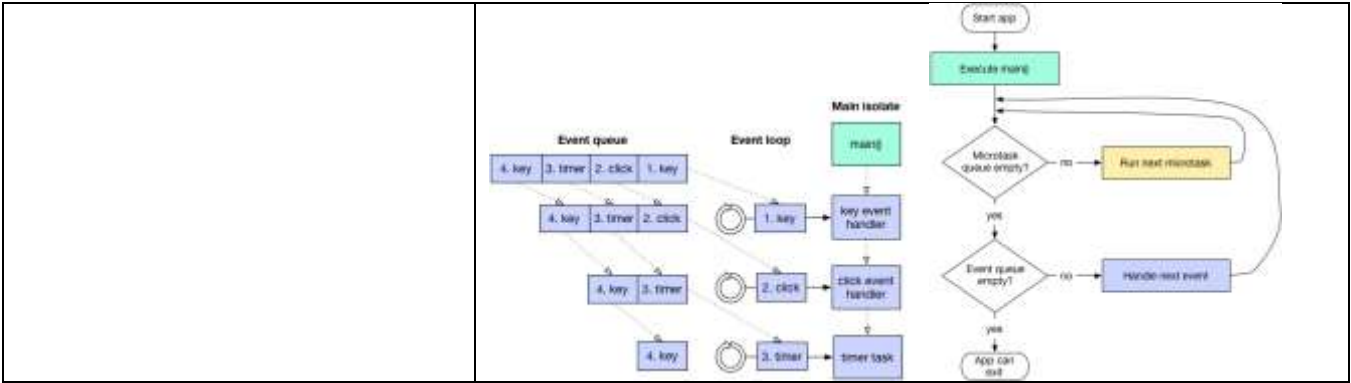 Event queue
4. key 3. timer 2. click 1. key
4. key 3. timer 2. click
4. key 3. timer
4. key
Event loop
1. key
2. click
3. timer
Main isolate
main()
key event
handler
click event
handler
timer task
Start app
Execute main()
Microtask
queue empty?
no
Run next microtask
yes
Event queue
empty?
no
Handle next event
yes
App can
exit